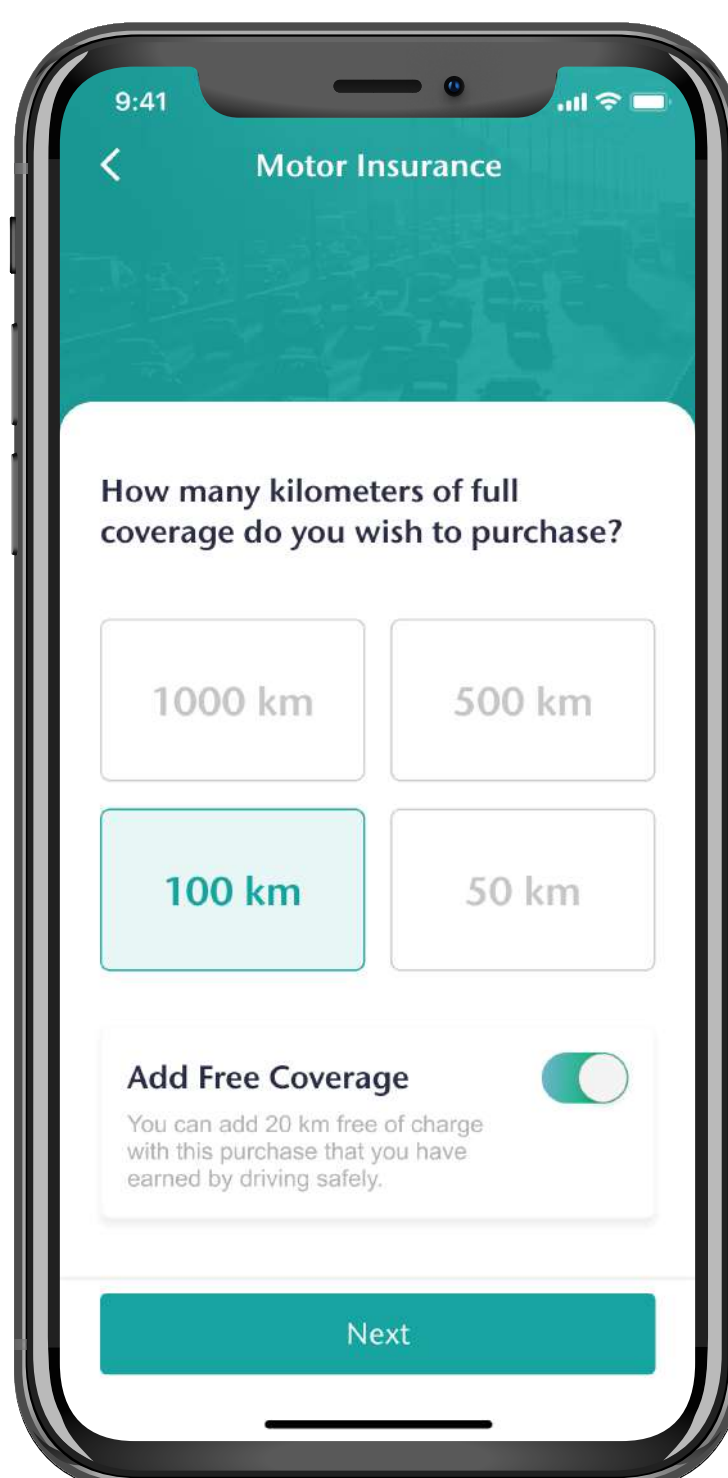 9:41
Motor Insurance
How many kilometers of full
coverage do you wish to purchase?
1000 km
500 km
100 km
50 km
Add Free Coverage
You can add 20 km free of charge
with this purchase that you have
earned by driving safely.
Next